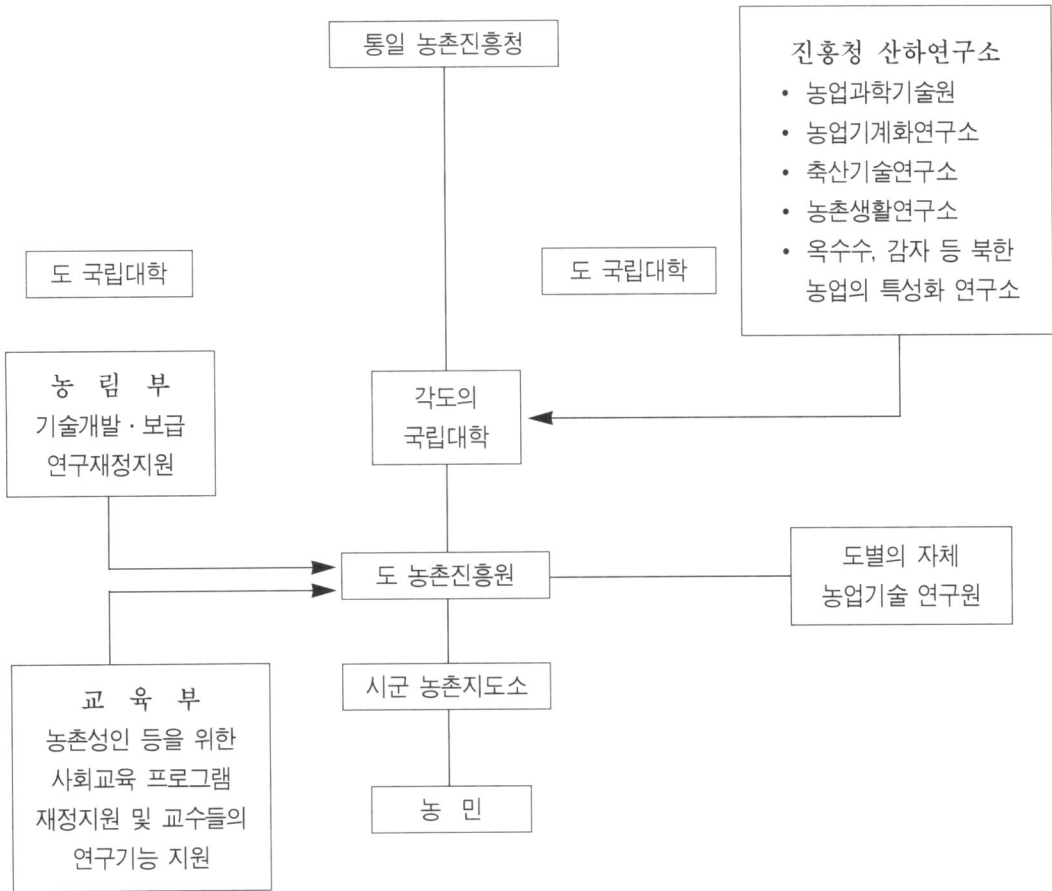 통일 농촌진흥청
진흥청 산하연구소
• 농업과학기술원
• 농업기계화연구소
• 축산기술연구소
• 농촌생활연구소
• 옥수수, 감자 등 북한
농업의 특성화 연구소
도 국립대학
도 국립대학
농 림 부
기술개발 · 보급
연구재정지원
각도의
국립대학
도 농촌진흥원
도별의 자체
농업기술 연구원
시군 농촌지도소
교 육 부
농촌성인 등을 위한
사회교육 프로그램
재정지원 및 교수들의
연구기능 지원
농 민